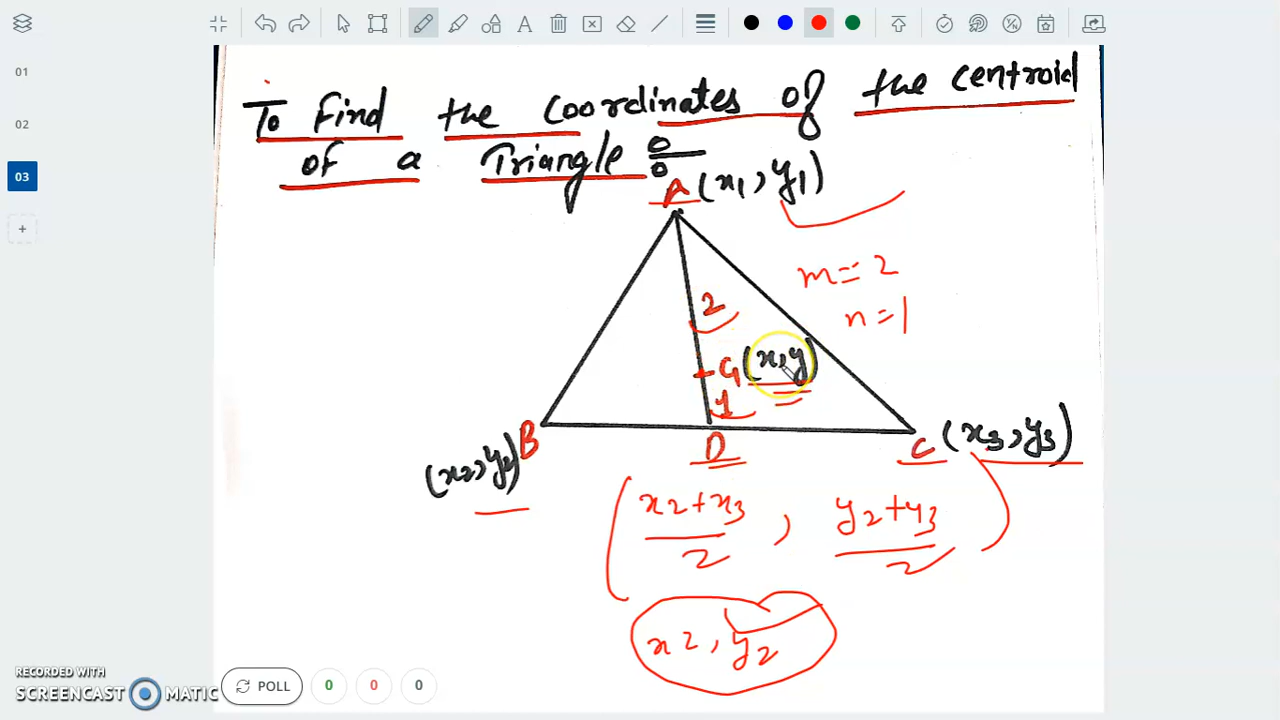 01
02
03
To Find the Coordinates of the Centroid
of a Triangle
A (x1, y1)
m = 2
n = 1
2
G (x, y)
1
B
(x2, y2)
D
C (x3, y3)
(x2+x3/2, y2+y3/2)
x2, y2
RECORDED WITH
SCREENCAST MATIC
POLL
0
0
0